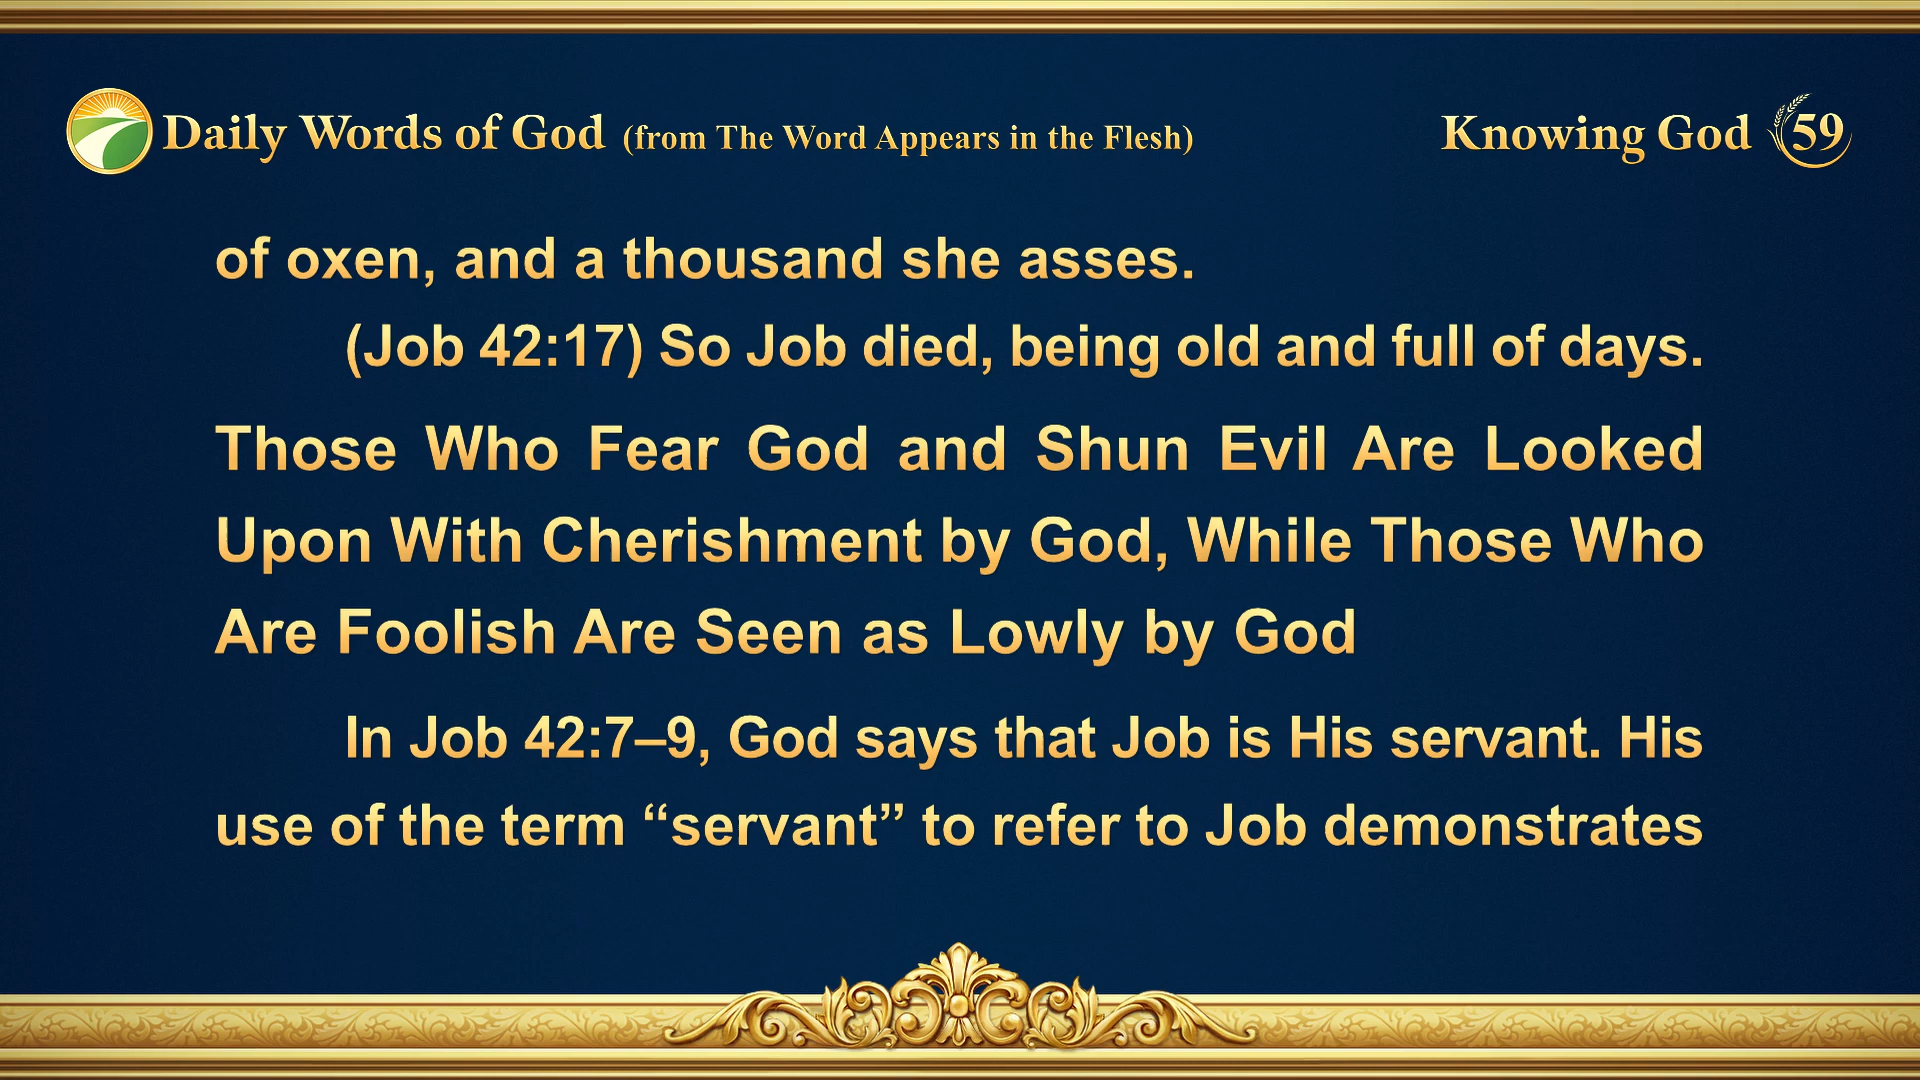 Daily Words of God (from The Word Appears in the Flesh)
Knowing God 59
of oxen, and a thousand she asses.
(Job 42:17) So Job died, being old and full of days.
Those Who Fear God and Shun Evil Are Looked
Upon With Cherishment by God, While Those Who
Are Foolish Are Seen as Lowly by God
In Job 42:7–9, God says that Job is His servant. His
use of the term “servant” to refer to Job demonstrates